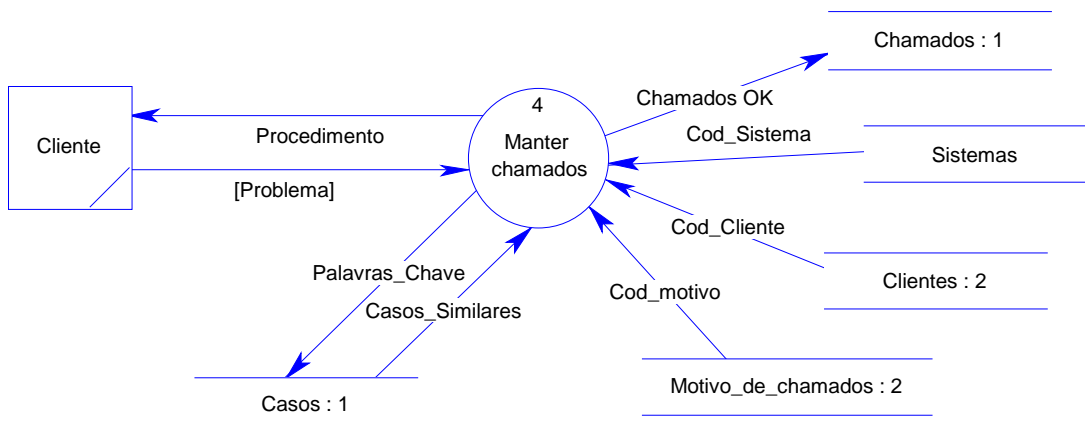 Chamados : 1
Chamados OK
4
Manter
chamados
Cliente
Procedimento
[Problema]
Cod_Sistema
Sistemas
Cod_Cliente
Clientes : 2
Palavras_Chave
Casos_Similares
Cod_motivo
Casos : 1
Motivo_de_chamados : 2